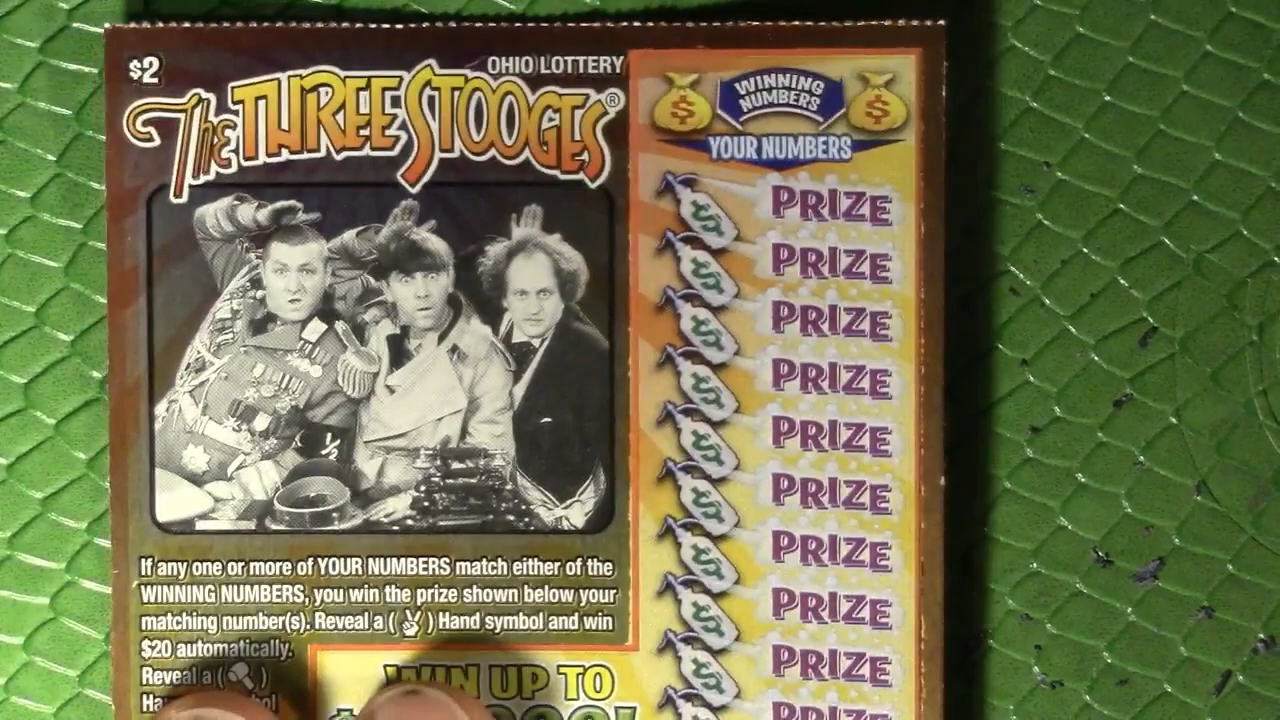 $2
OHIO LOTTERY
The THREE STOOGES®
If any one or more of YOUR NUMBERS match either of the
WINNING NUMBERS, you win the prize shown below your
matching number(s). Reveal a ( ) Hand symbol and win
$20 automatically.
Reveal a ( )
WIN UP TO
WINNING
NUMBERS
YOUR NUMBERS
$ PRIZE
$ PRIZE
$ PRIZE
$ PRIZE
$ PRIZE
$ PRIZE
$ PRIZE
$ PRIZE
$ PRIZE
PRIZE
1/2